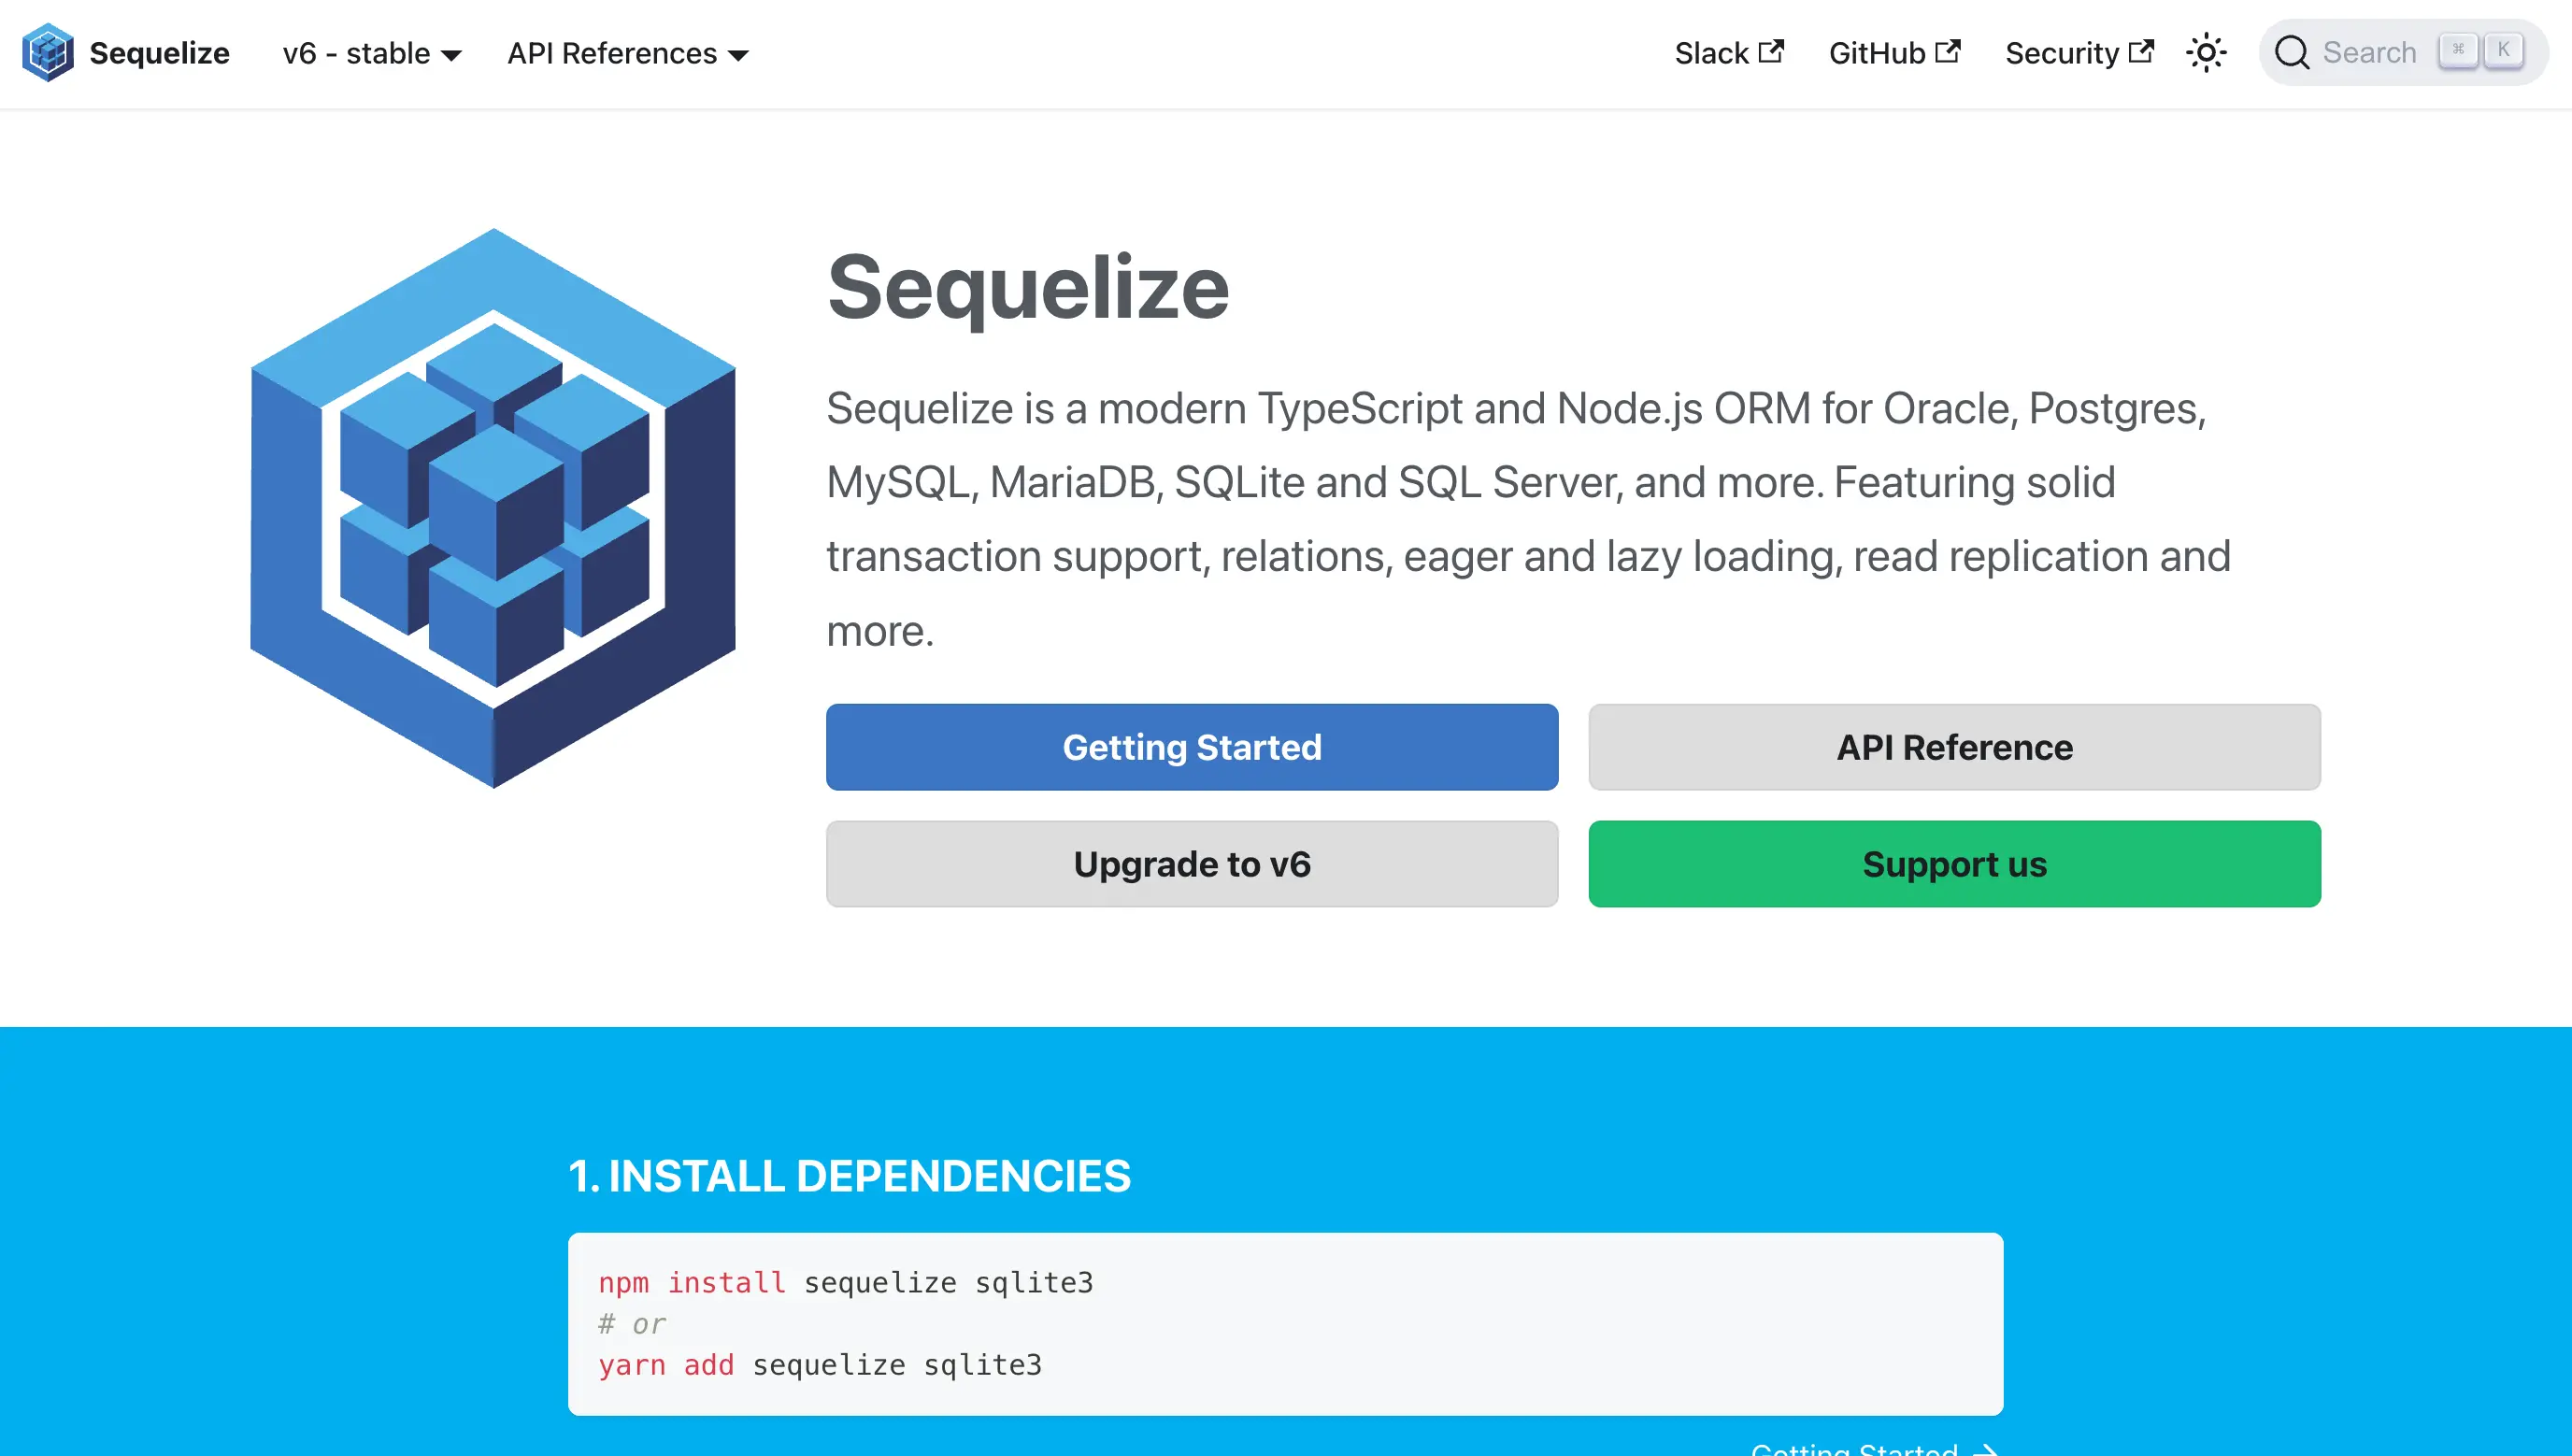 Sequelize v6 - stable API References Slack GitHub Security Search ⌘ K
Sequelize
Sequelize is a modern TypeScript and Node.js ORM for Oracle, Postgres,
MySQL, MariaDB, SQLite and SQL Server, and more. Featuring solid
transaction support, relations, eager and lazy loading, read replication and
more.
Getting Started API Reference
Upgrade to v6 Support us
1. INSTALL DEPENDENCIES
npm install sequelize sqlite3
# or
yarn add sequelize sqlite3
Getting Started →